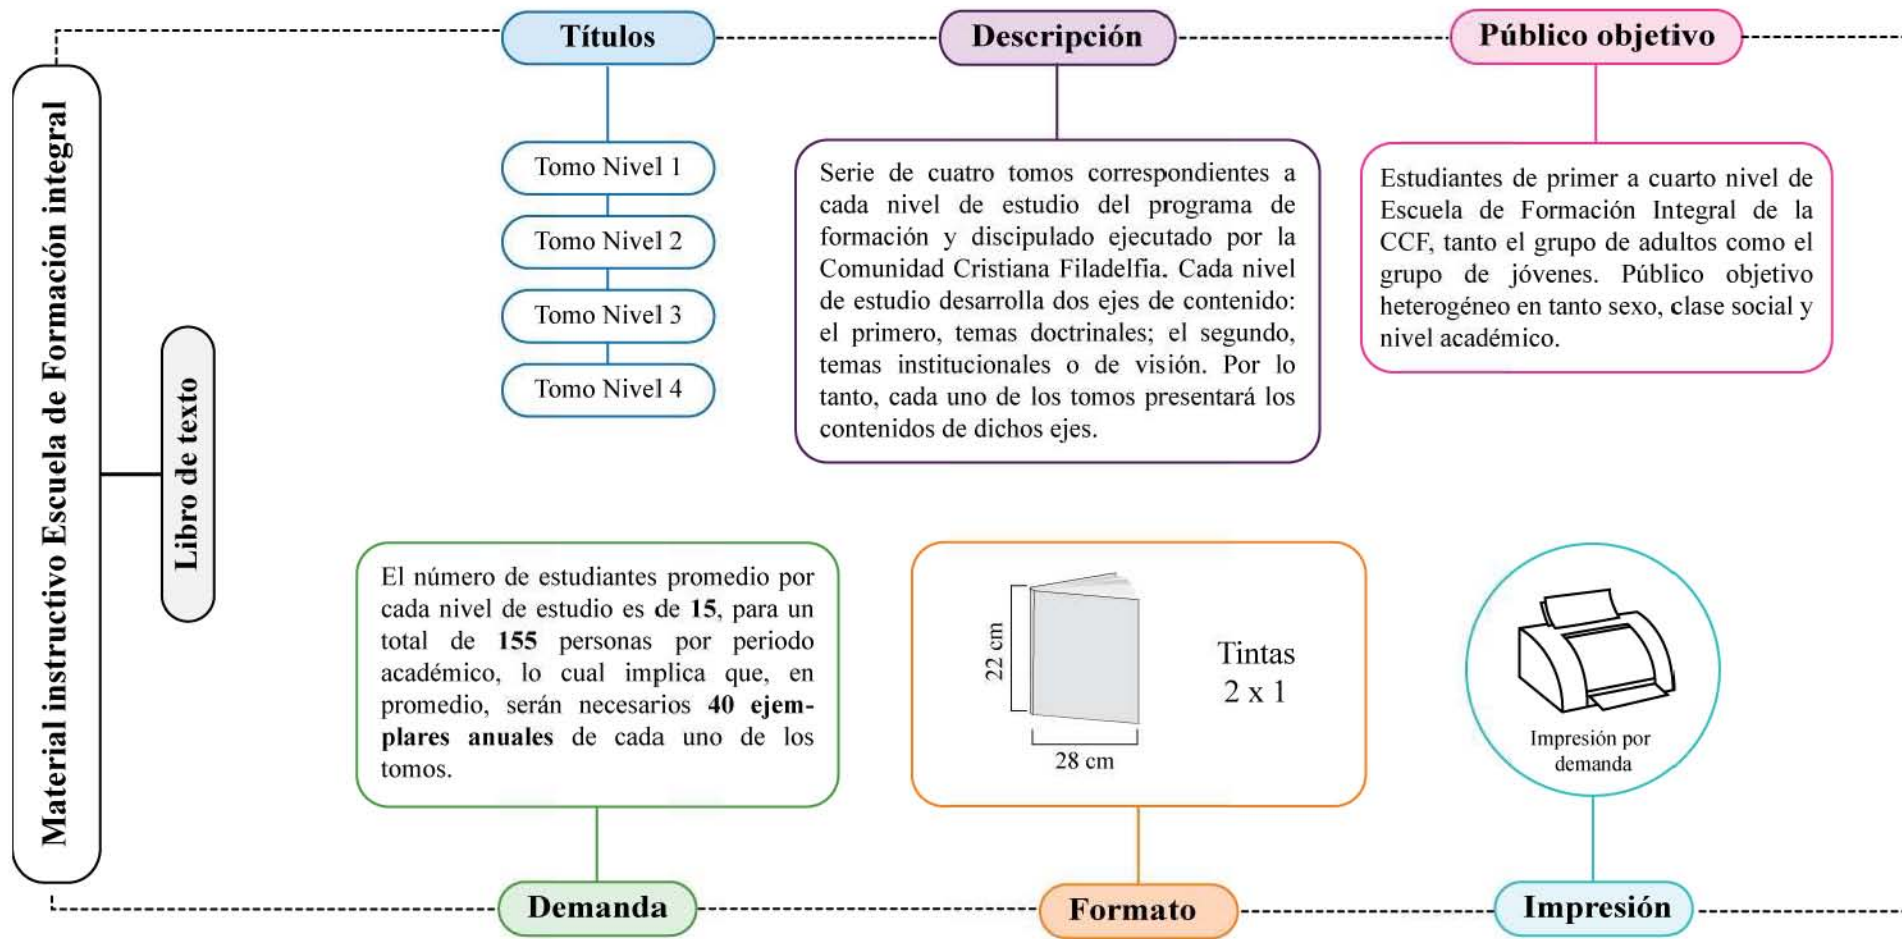 Material instructivo Escuela de Formación integral
Libro de texto
Títulos
Tomo Nivel 1
Tomo Nivel 2
Tomo Nivel 3
Tomo Nivel 4
Descripción
Serie de cuatro tomos correspondientes a
cada nivel de estudio del programa de
formación y discipulado ejecutado por la
Comunidad Cristiana Filadelfia. Cada nivel
de estudio desarrolla dos ejes de contenido:
el primero, temas doctrinales; el segundo,
temas institucionales o de visión. Por lo
tanto, cada uno de los tomos presentará los
contenidos de dichos ejes.
Público objetivo
Estudiantes de primer a cuarto nivel de
Escuela de Formación Integral de la
CCF, tanto el grupo de adultos como el
grupo de jóvenes. Público objetivo
heterogéneo en tanto sexo, clase social y
nivel académico.
El número de estudiantes promedio por
cada nivel de estudio es de 15, para un
total de 155 personas por periodo
académico, lo cual implica que, en
promedio, serán necesarios 40 ejem-
plares anuales de cada uno de los
tomos.
Demanda
22 cm
28 cm
Tintas
2 x 1
Formato
Impresión por
demanda
Impresión